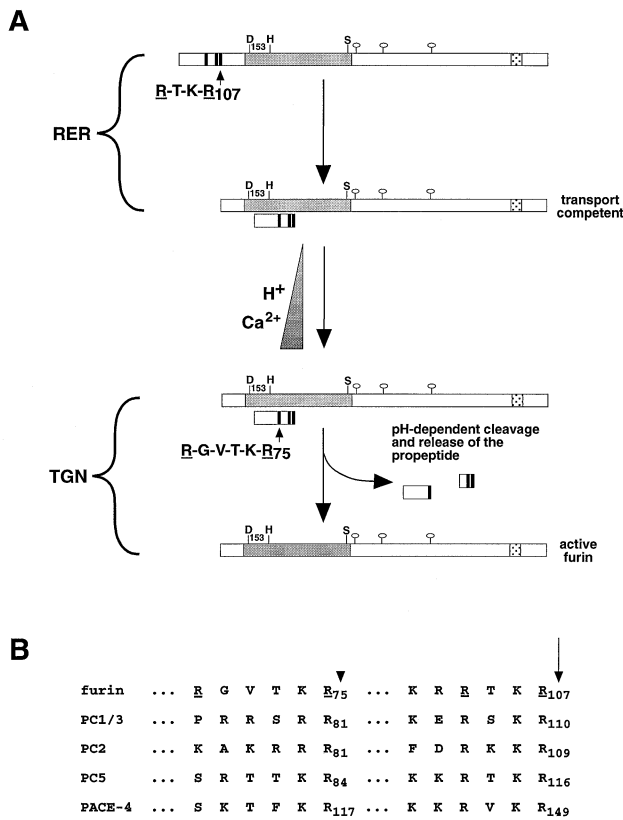 A
D H S
153
R-T-K-R107
RER
D H S
153
transport
competent
H+
Ca2+
D H S
153
R-G-V-T-K-R75
pH-dependent cleavage
and release of the
propeptide
TGN
D H S
153
active
furin
B
furin ... R G V T K R75 ... K R R T K R107
PC1/3 ... P R R S R R81 ... K E R S K R110
PC2 ... K A K R R R81 ... F D R K K R109
PC5 ... S R T T K R84 ... K K R T K R116
PACE-4 ... S K T F K R117 ... K K R V K R149